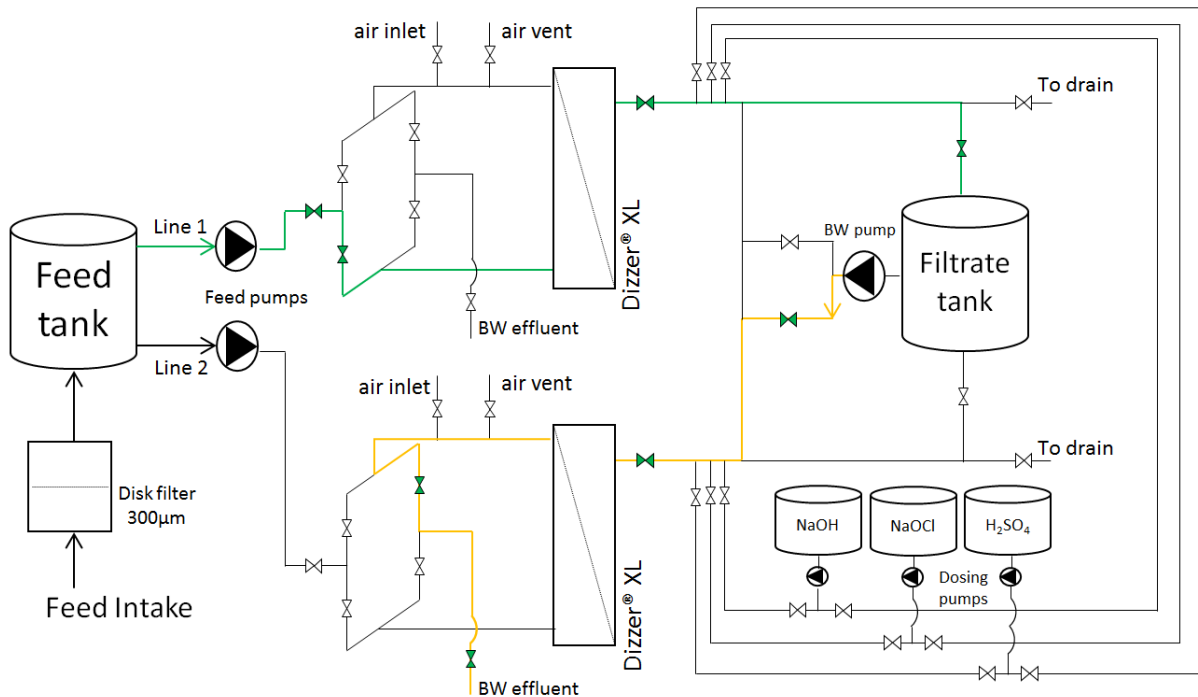 air inlet
air vent
To drain
Line 1
Feed
tank
Feed pumps
Dizzer® XL
BW pump
Filtrate
tank
BW effluent
Line 2
air inlet
air vent
To drain
Disk filter
300µm
NaOH
NaOCl
H₂SO₄
Dosing
pumps
Feed Intake
Dizzer® XL
BW effluent